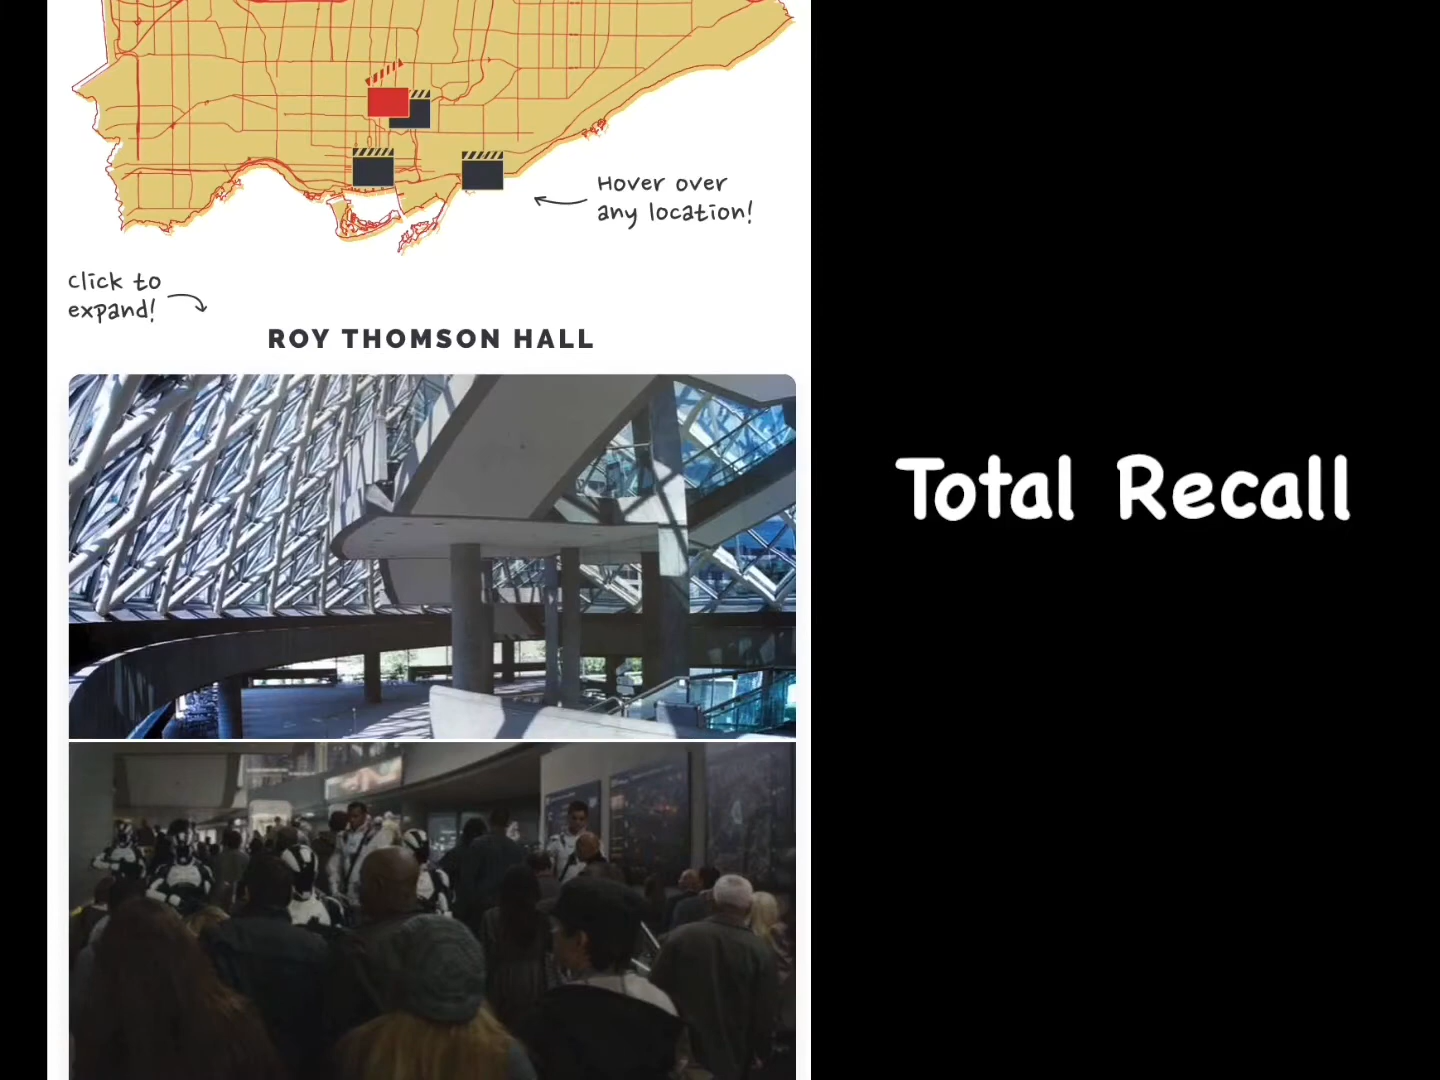 Hover over
any location!
Click to
expand!
ROY THOMSON HALL
Total Recall